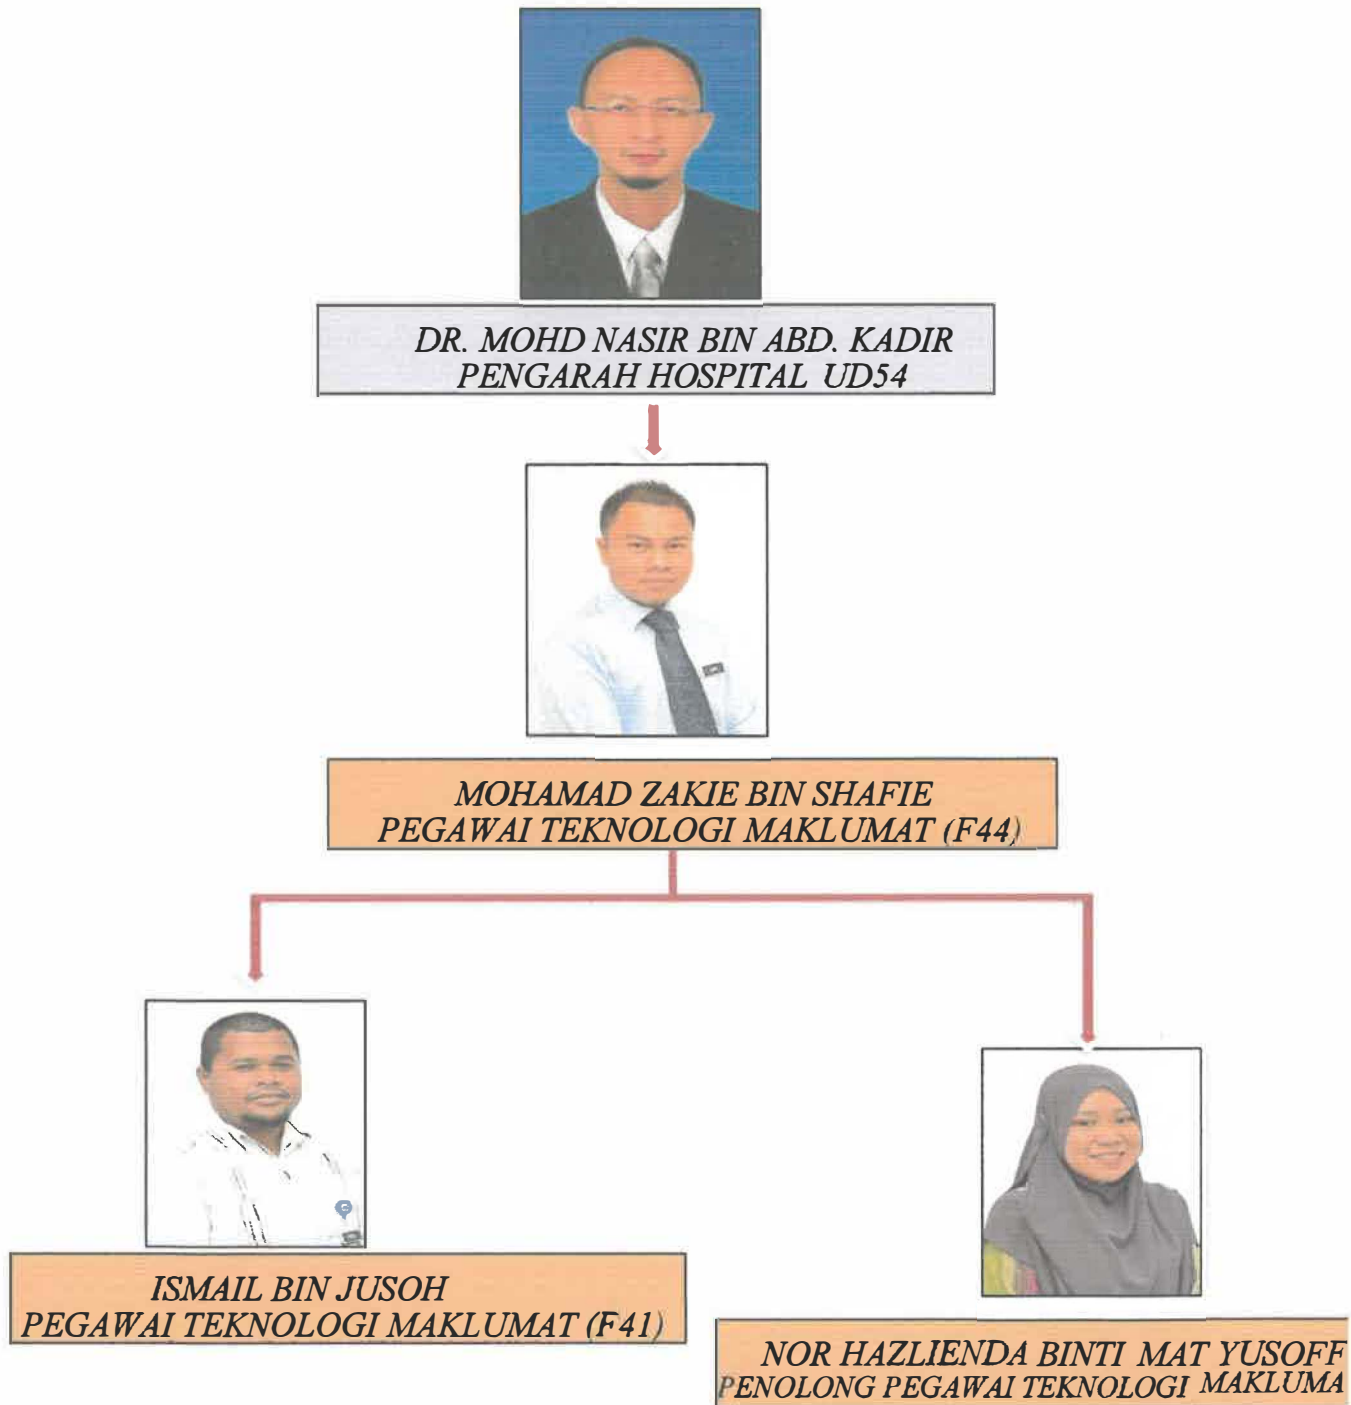 DR. MOHD NASIR BIN ABD. KADIR
PENGARAH HOSPITAL UD54
MOHAMAD ZAKIE BIN SHAFIE
PEGAWAI TEKNOLOGI MAKLUMAT (F44)
ISMAIL BIN JUSOH
PEGAWAI TEKNOLOGI MAKLUMAT (F41)
NOR HAZLIENDA BINTI MAT YUSOFF
PENOLONG PEGAWAI TEKNOLOGI MAKLUMA